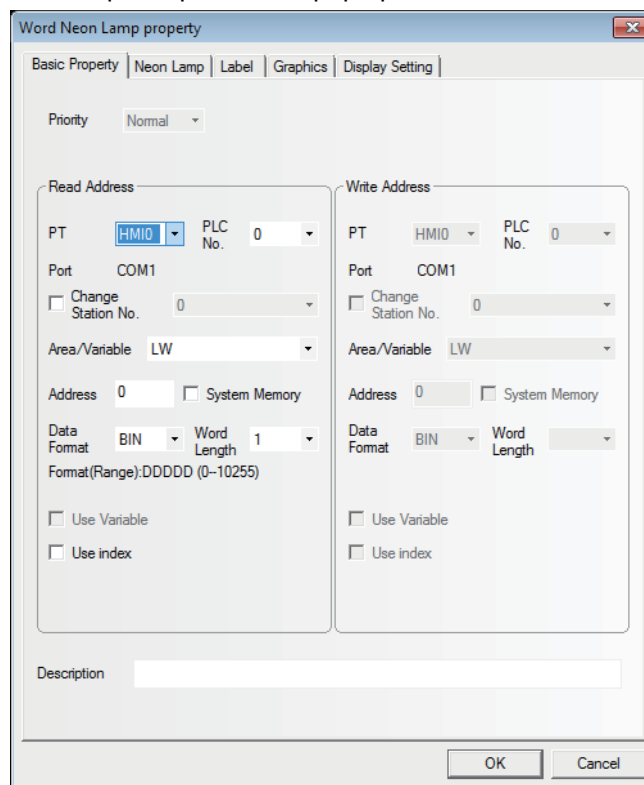 Word Neon Lamp property
Basic Property Neon Lamp Label Graphics Display Setting
Priority Normal
Read Address Write Address
PT HMI0 PLC No. 0 PT HMI0 PLC No. 0
Port COM1 Port COM1
Change Station No. 0 Change Station No. 0
Area/Variable LW Area/Variable LW
Address 0 System Memory Address 0 System Memory
Data Format BIN Word Length 1 Data Format BIN Word Length
Format(Range):DDDDD (0--10255)
Use Variable Use Variable
Use index Use index
Description
OK Cancel